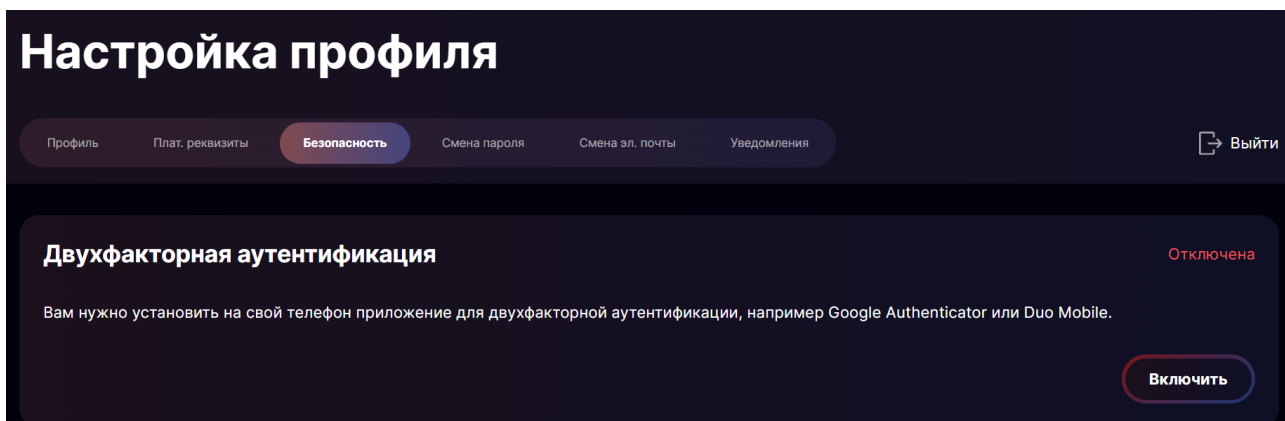 Настройка профиля
Профиль Плат. реквизиты Безопасность Смена пароля Смена эл. почты Уведомления Выйти
Двухфакторная аутентификация Отключена
Вам нужно установить на свой телефон приложение для двухфакторной аутентификации, например Google Authenticator или Duo Mobile.
Включить